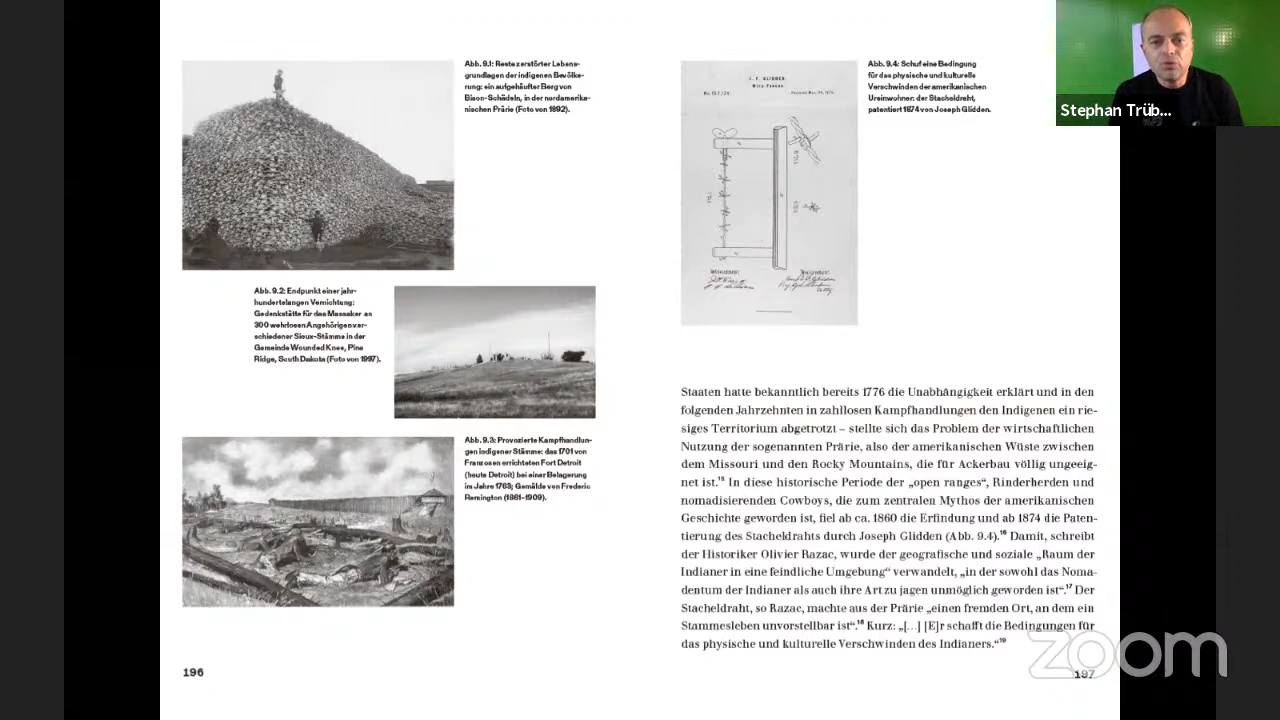 Abb. 9.1: Reste zerstörter Lebens-
grundlagen der indigenen Bevölke-
rung: ein aufgehäufter Berg von
Bison-Schädeln, in der nordamerika-
nischen Prärie (Foto von 1892).
Abb. 9.2: Endpunkt einer jahr-
hundertelangen Vernichtung:
Gedenkstätte für das Massaker an
300 wehrlosen Angehörigen ver-
schiedener Sioux-Stämme in der
Gemeinde Wounded Knee, Pine
Ridge, South Dakota (Foto von 1997).
Abb. 9.3: Provozierte Kampfhandlun-
gen indigener Stämme: das 1701 von
Franzosen errichteten Fort Detroit
(heute Detroit) bei einer Belagerung
im Jahre 1763; Gemälde von Frederic
Remington (1861–1909).
196
J. F. GLIDDEN.
Wire-Fences.
Abb. 9.4: Schuf eine Bedingung
für das physische und kulturelle
Verschwinden der amerikanischen
Ureinwohner: der Stacheldraht,
patentiert 1874 von Joseph Glidden.
Staaten hatte bekanntlich bereits 1776 die Unabhängigkeit erklärt und in den
folgenden Jahrzehnten in zahllosen Kampfhandlungen den Indigenen ein rie-
siges Territorium abgetrotzt – stellte sich das Problem der wirtschaftlichen
Nutzung der sogenannten Prärie, also der amerikanischen Wüste zwischen
dem Missouri und den Rocky Mountains, die für Ackerbau völlig ungeeig-
net ist.¹⁵ In diese historische Periode der „open ranges“, Rinderherden und
nomadisierenden Cowboys, die zum zentralen Mythos der amerikanischen
Geschichte geworden ist, fiel ab ca. 1860 die Erfindung und ab 1874 die Paten-
tierung des Stacheldrahts durch Joseph Glidden (Abb. 9.4).¹⁶ Damit, schreibt
der Historiker Olivier Razac, wurde der geografische und soziale „Raum der
Indianer in eine feindliche Umgebung“ verwandelt, „in der sowohl das Noma-
dentum der Indianer als auch ihre Art zu jagen unmöglich geworden ist“.¹⁷ Der
Stacheldraht, so Razac, machte aus der Prärie „einen fremden Ort, an dem ein
Stammesleben unvorstellbar ist“.¹⁸ Kurz: „[…] [E]r schafft die Bedingungen für
das physische und kulturelle Verschwinden des Indianers.“¹⁹
197
Stephan Trüb...
zoom